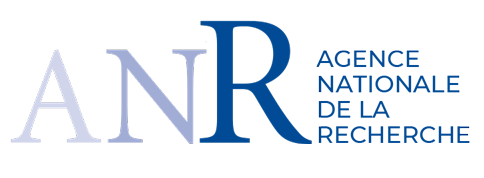 ANR
AGENCE
NATIONALE
DE LA
RECHERCHE